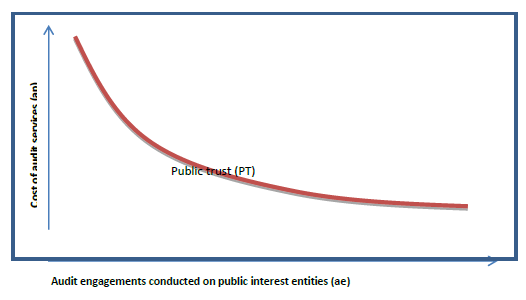 Cost of audit services (ap)
Public trust (PT)
Audit engagements conducted on public interest entities (ae)